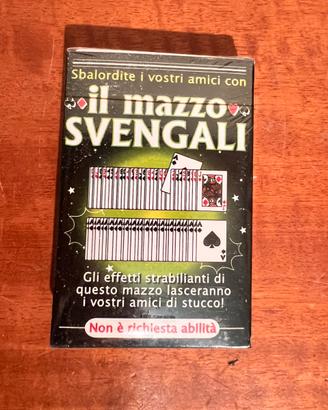 Sbalordite i vostri amici con
il mazzo
SVENGALI
Gli effetti strabilianti di
questo mazzo lasceranno
i vostri amici di stucco!
Non è richiesta abilità